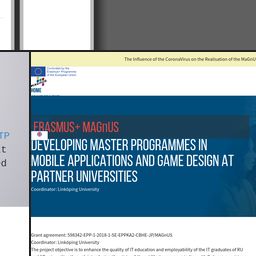 The Influence of the CoronaVirus on the Realisation of the MaGnU
Co-funded by the
Erasmus+ Programme
of the European Union
HOME
TP
t
d
ERASMUS+ MAGnUS
DEVELOPING MASTER PROGRAMMES IN
MOBILE APPLICATIONS AND GAME DESIGN AT
PARTNER UNIVERSITIES
Coordinator: Linköping University
Grant agreement: 598342-EPP-1-2018-1-SE-EPPKA2-CBHE-JP/MAGnUS
Coordinator: Linköping University
The project objective is to enhance the quality of IT education and employability of the IT graduates of RU